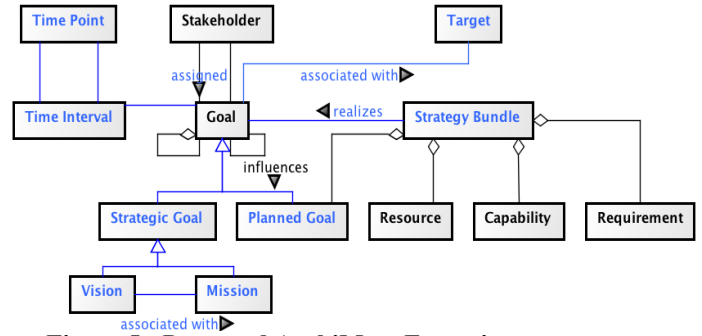 Time Point
Stakeholder
Target
assigned
associated with
Time Interval
Goal
realizes
Strategy Bundle
influences
Strategic Goal
Planned Goal
Resource
Capability
Requirement
Vision
Mission
associated with